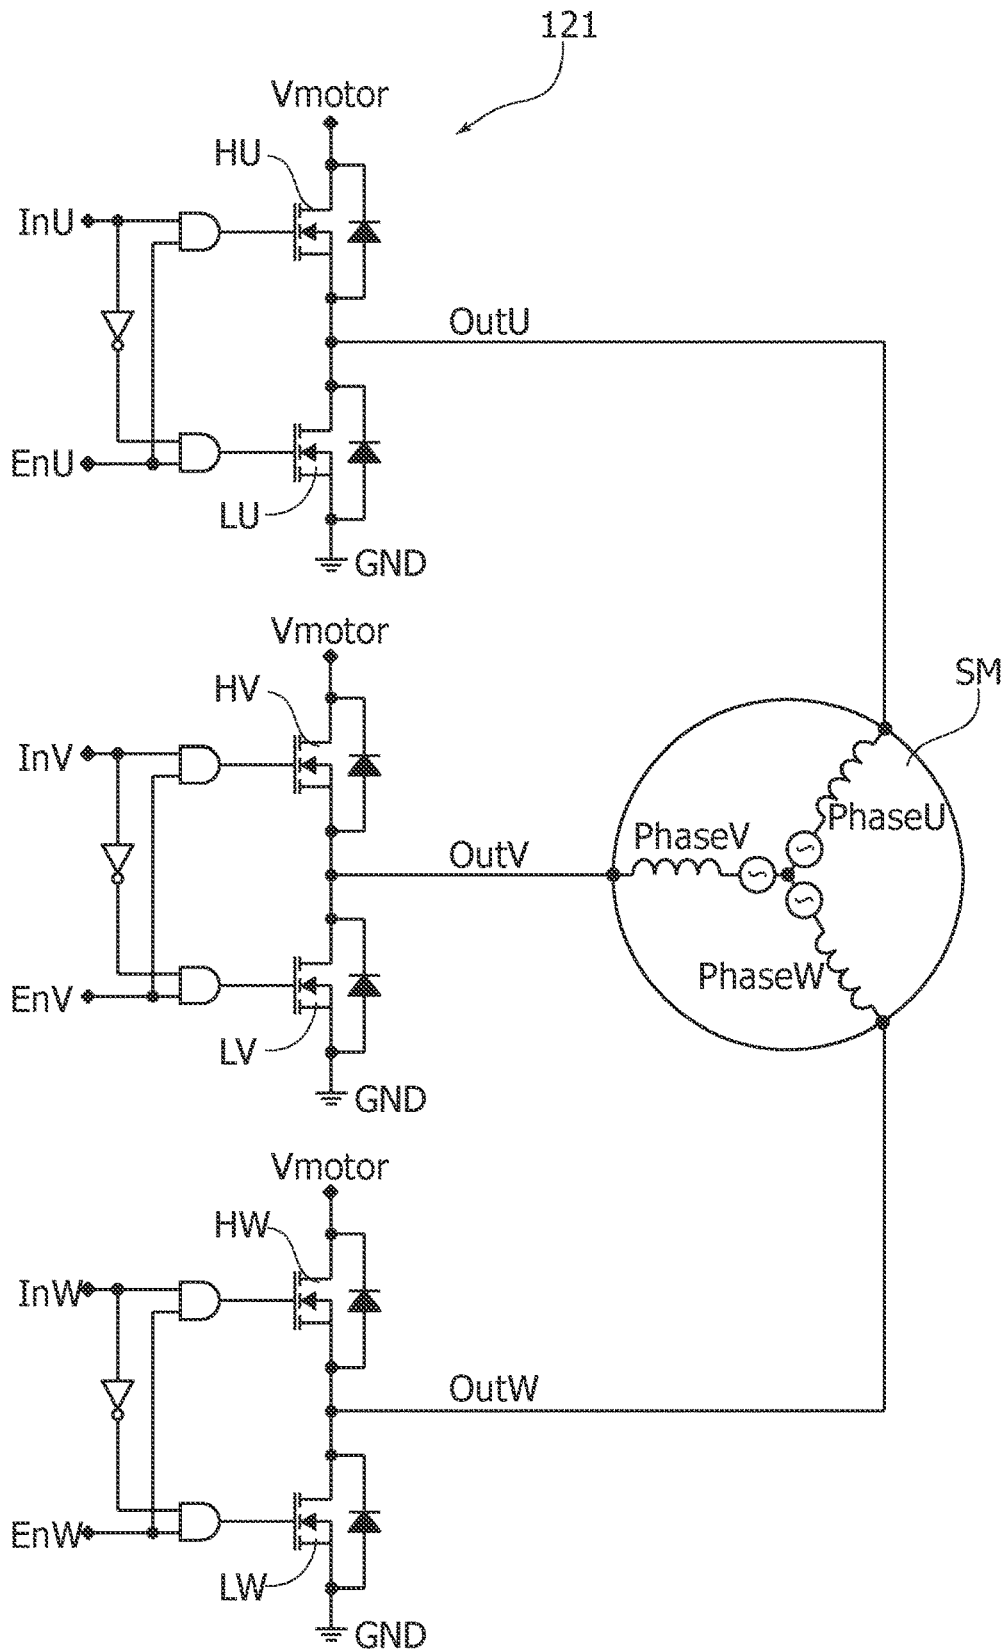 121
Vmotor
HU
InU
OutU
EnU
LU
GND
Vmotor
HV
SM
InV
PhaseU
PhaseV
OutV
PhaseW
EnV
LV
GND
Vmotor
HW
InW
OutW
EnW
LW
GND